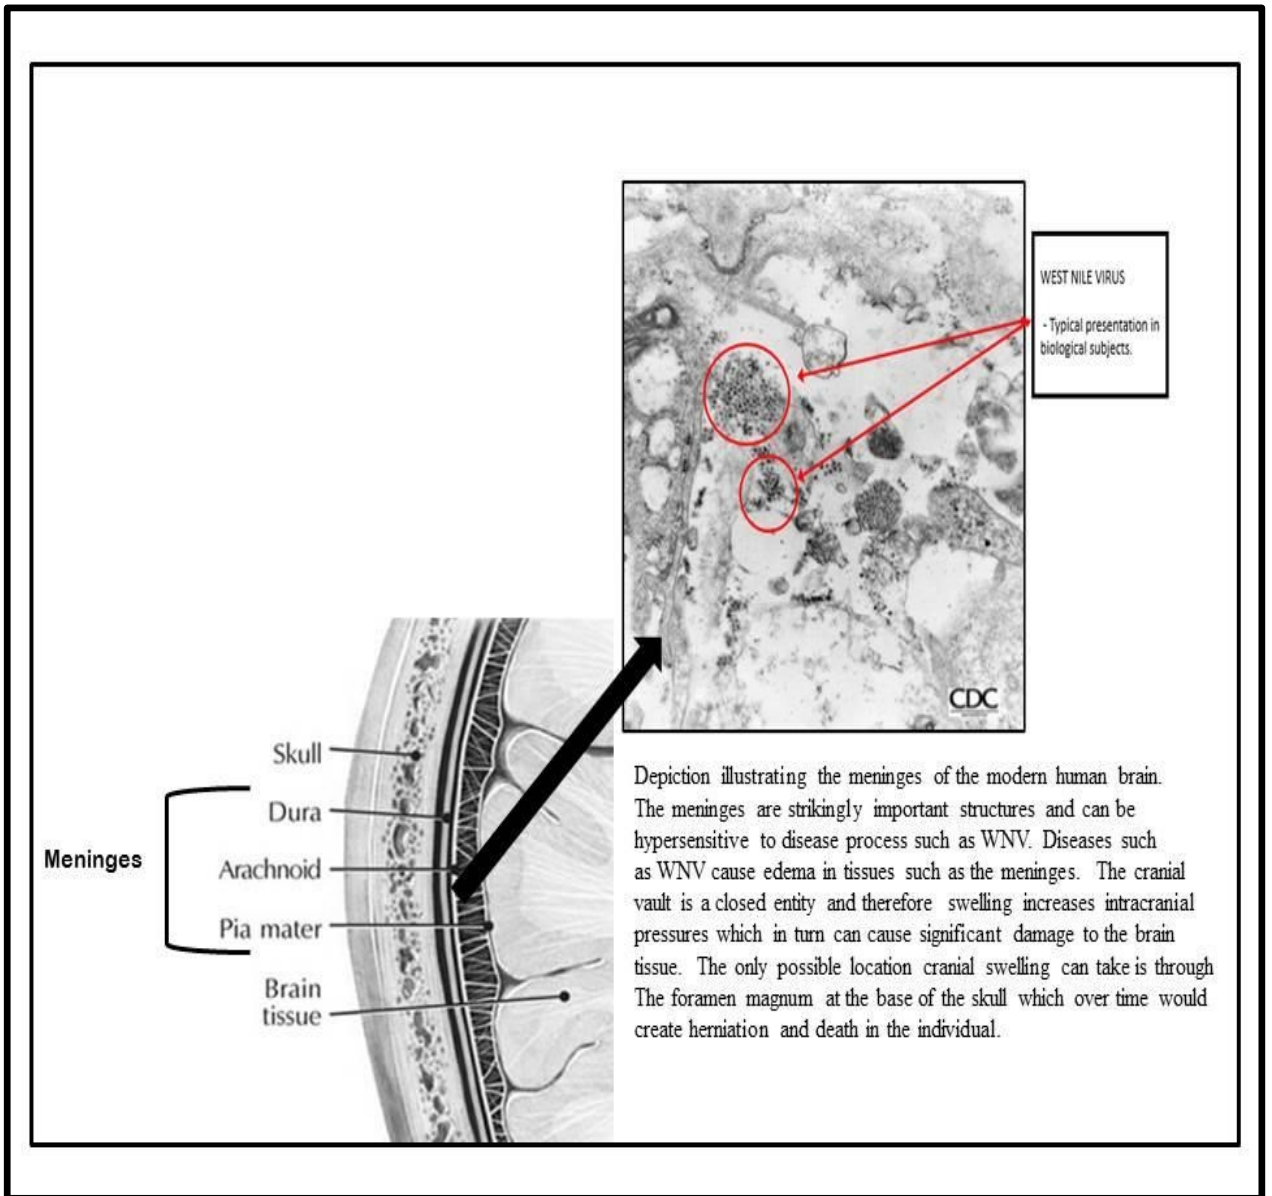 WEST NILE VIRUS
- Typical presentation in
biological subjects.
CDC
Skull
Dura
Meninges
Arachnoid
Pia mater
Brain
tissue
Depiction illustrating the meninges of the modern human brain.
The meninges are strikingly important structures and can be
hypersensitive to disease process such as WNV. Diseases such
as WNV cause edema in tissues such as the meninges. The cranial
vault is a closed entity and therefore swelling increases intracranial
pressures which in turn can cause significant damage to the brain
tissue. The only possible location cranial swelling can take is through
The foramen magnum at the base of the skull which over time would
create herniation and death in the individual.